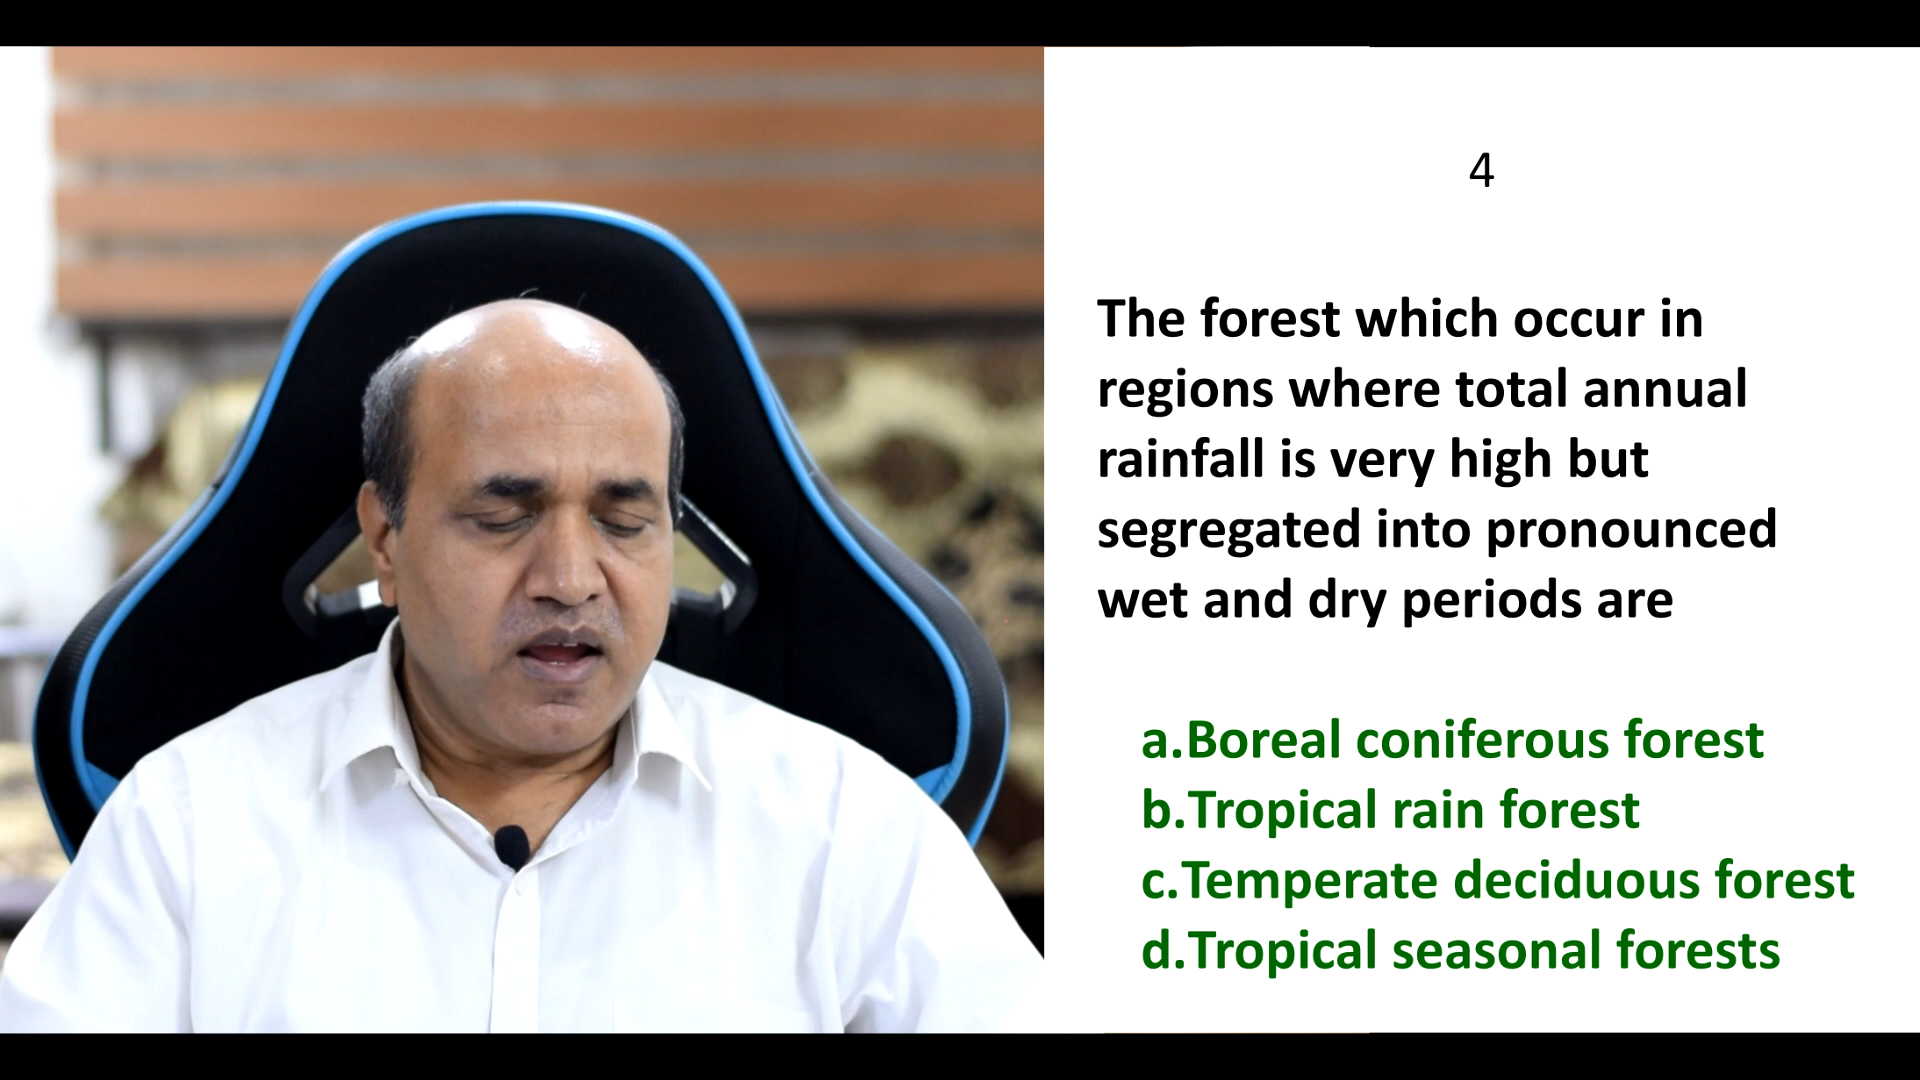 4
The forest which occur in
regions where total annual
rainfall is very high but
segregated into pronounced
wet and dry periods are
a.Boreal coniferous forest
b.Tropical rain forest
c.Temperate deciduous forest
d.Tropical seasonal forests